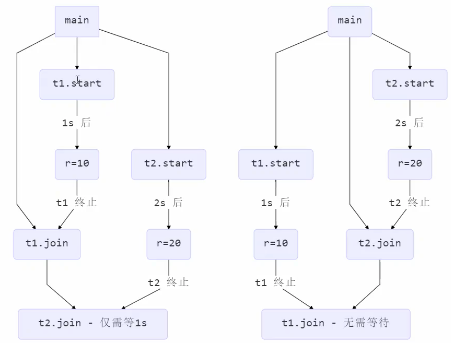 main
t1.start
1s 后
r=10
t1 终止
t1.join
t2.start
2s 后
r=20
t2 终止
t2.join - 仅需等1s
main
t2.start
2s 后
r=20
t2 终止
t2.join
t1.start
1s 后
r=10
t1 终止
t1.join - 无需等待